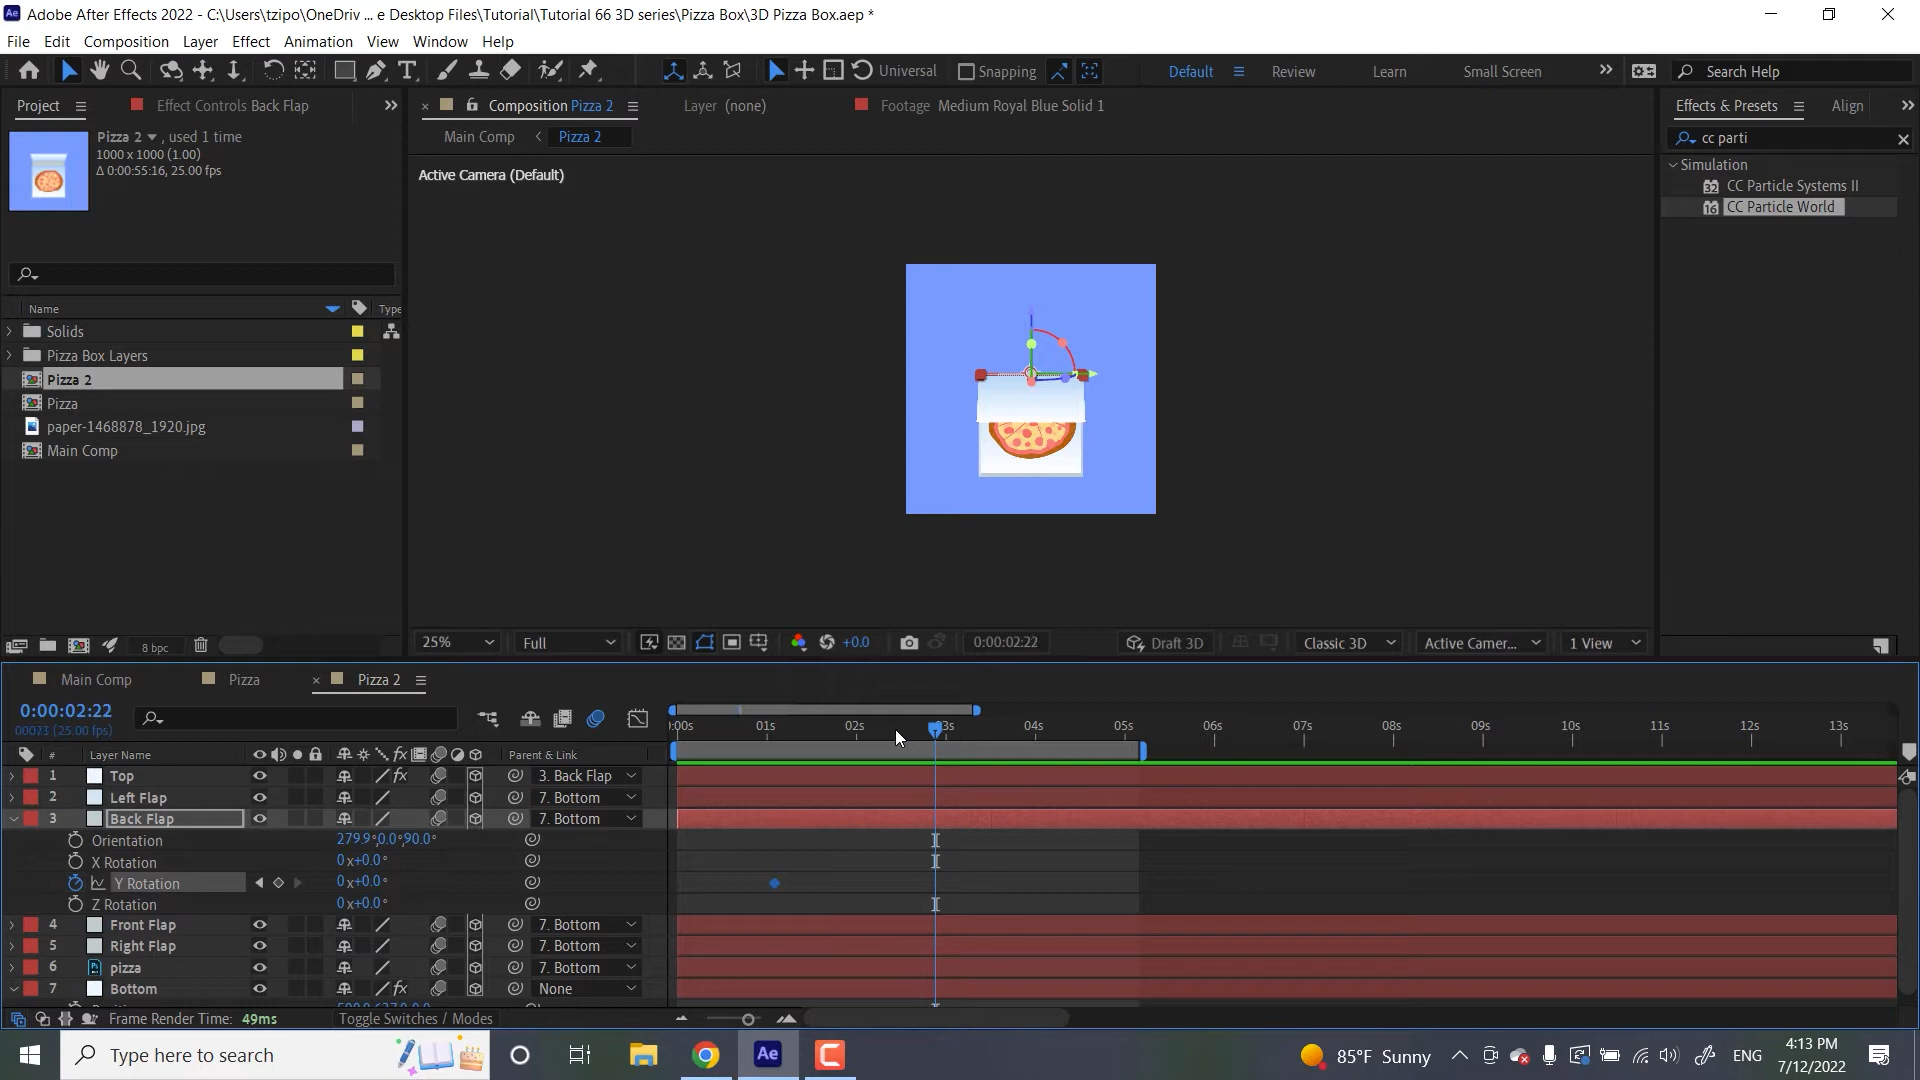 Adobe After Effects 2022 - C:\Users\tzipo\OneDriv ... e Desktop Files\Tutorial\Tutorial 66 3D series\Pizza Box\3D Pizza Box.aep *
File Edit Composition Layer Effect Animation View Window Help
Universal Snapping Default Review Learn Small Screen Search Help
Project Effect Controls Back Flap Composition Pizza 2 Layer (none) Footage Medium Royal Blue Solid 1 Effects & Presets Align
Pizza 2 , used 1 time Main Comp Pizza 2 cc parti
1000 x 1000 (1.00)
Δ 0:00:55:16, 25.00 fps
Active Camera (Default)
Simulation
CC Particle Systems II
CC Particle World
Name Type
Solids
Pizza Box Layers
Pizza 2
Pizza
paper-1468878_1920.jpg
Main Comp
8 bpc 25% Full +0.0 0:00:02:22 Draft 3D Classic 3D Active Camer... 1 View
Main Comp Pizza Pizza 2
0:00:02:22
00073 (25.00 fps)
:00s 01s 02s 03s 04s 05s 06s 07s 08s 09s 10s 11s 12s 13s
# Layer Name fx Parent & Link
1 Top fx 3. Back Flap
2 Left Flap 7. Bottom
3 Back Flap 7. Bottom
Orientation 279.9°,0.0°,90.0°
X Rotation 0x+0.0°
Y Rotation 0x+0.0°
Z Rotation 0x+0.0°
4 Front Flap 7. Bottom
5 Right Flap 7. Bottom
6 pizza 7. Bottom
7 Bottom fx None
Frame Render Time: 49ms Toggle Switches / Modes
Type here to search Ae 85°F Sunny ENG 4:13 PM
7/12/2022